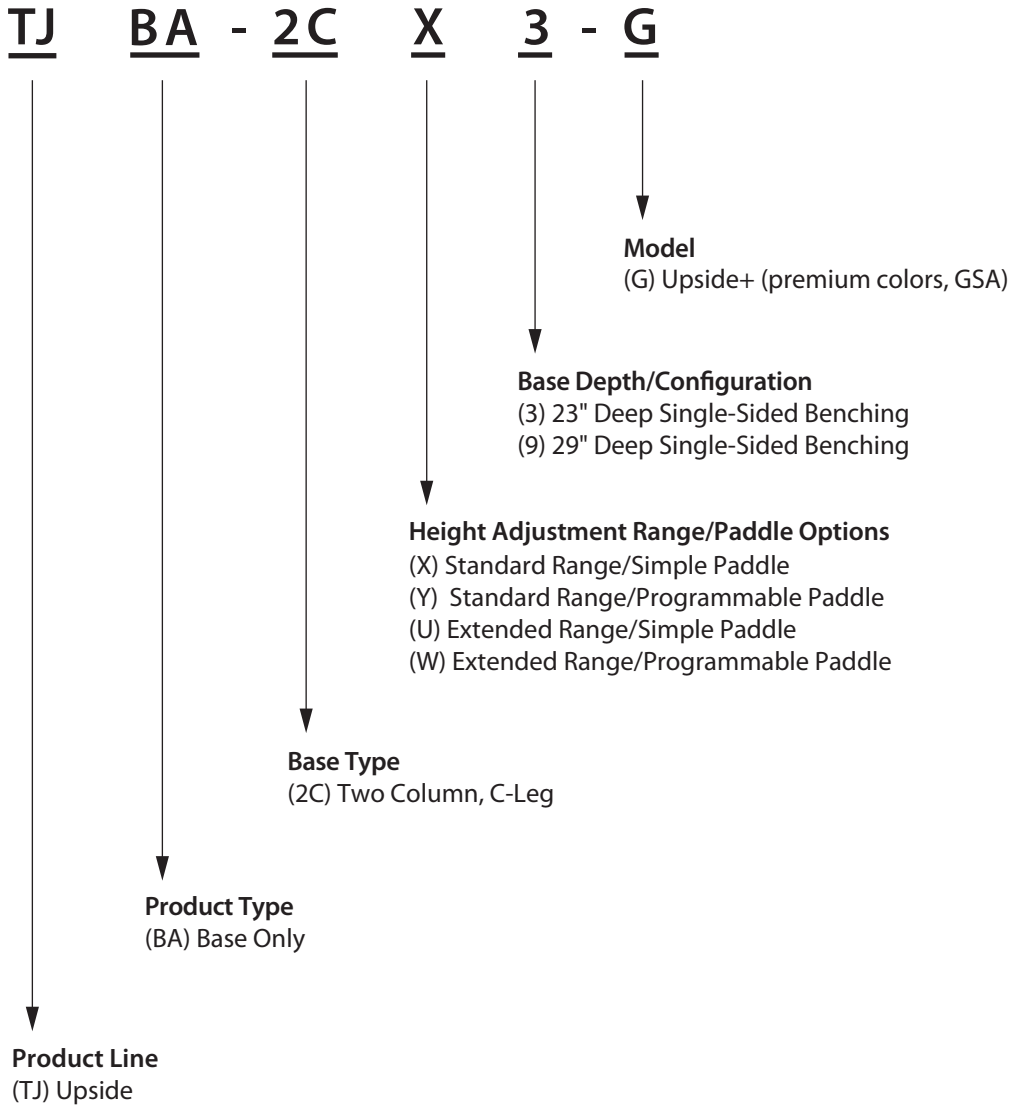 TJ BA - 2C X 3 - G
Model
(G) Upside+ (premium colors, GSA)
Base Depth/Configuration
(3) 23" Deep Single-Sided Benching
(9) 29" Deep Single-Sided Benching
Height Adjustment Range/Paddle Options
(X) Standard Range/Simple Paddle
(Y) Standard Range/Programmable Paddle
(U) Extended Range/Simple Paddle
(W) Extended Range/Programmable Paddle
Base Type
(2C) Two Column, C-Leg
Product Type
(BA) Base Only
Product Line
(TJ) Upside